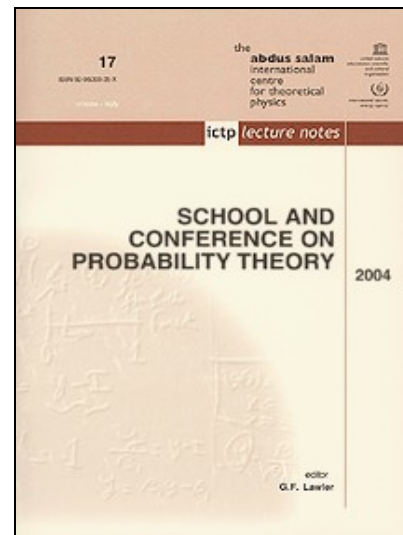 17
the
abdus salam
international
centre
for theoretical
physics
ictp lecture notes
SCHOOL AND
CONFERENCE ON
PROBABILITY THEORY
2004
editor
G.F. Lawler